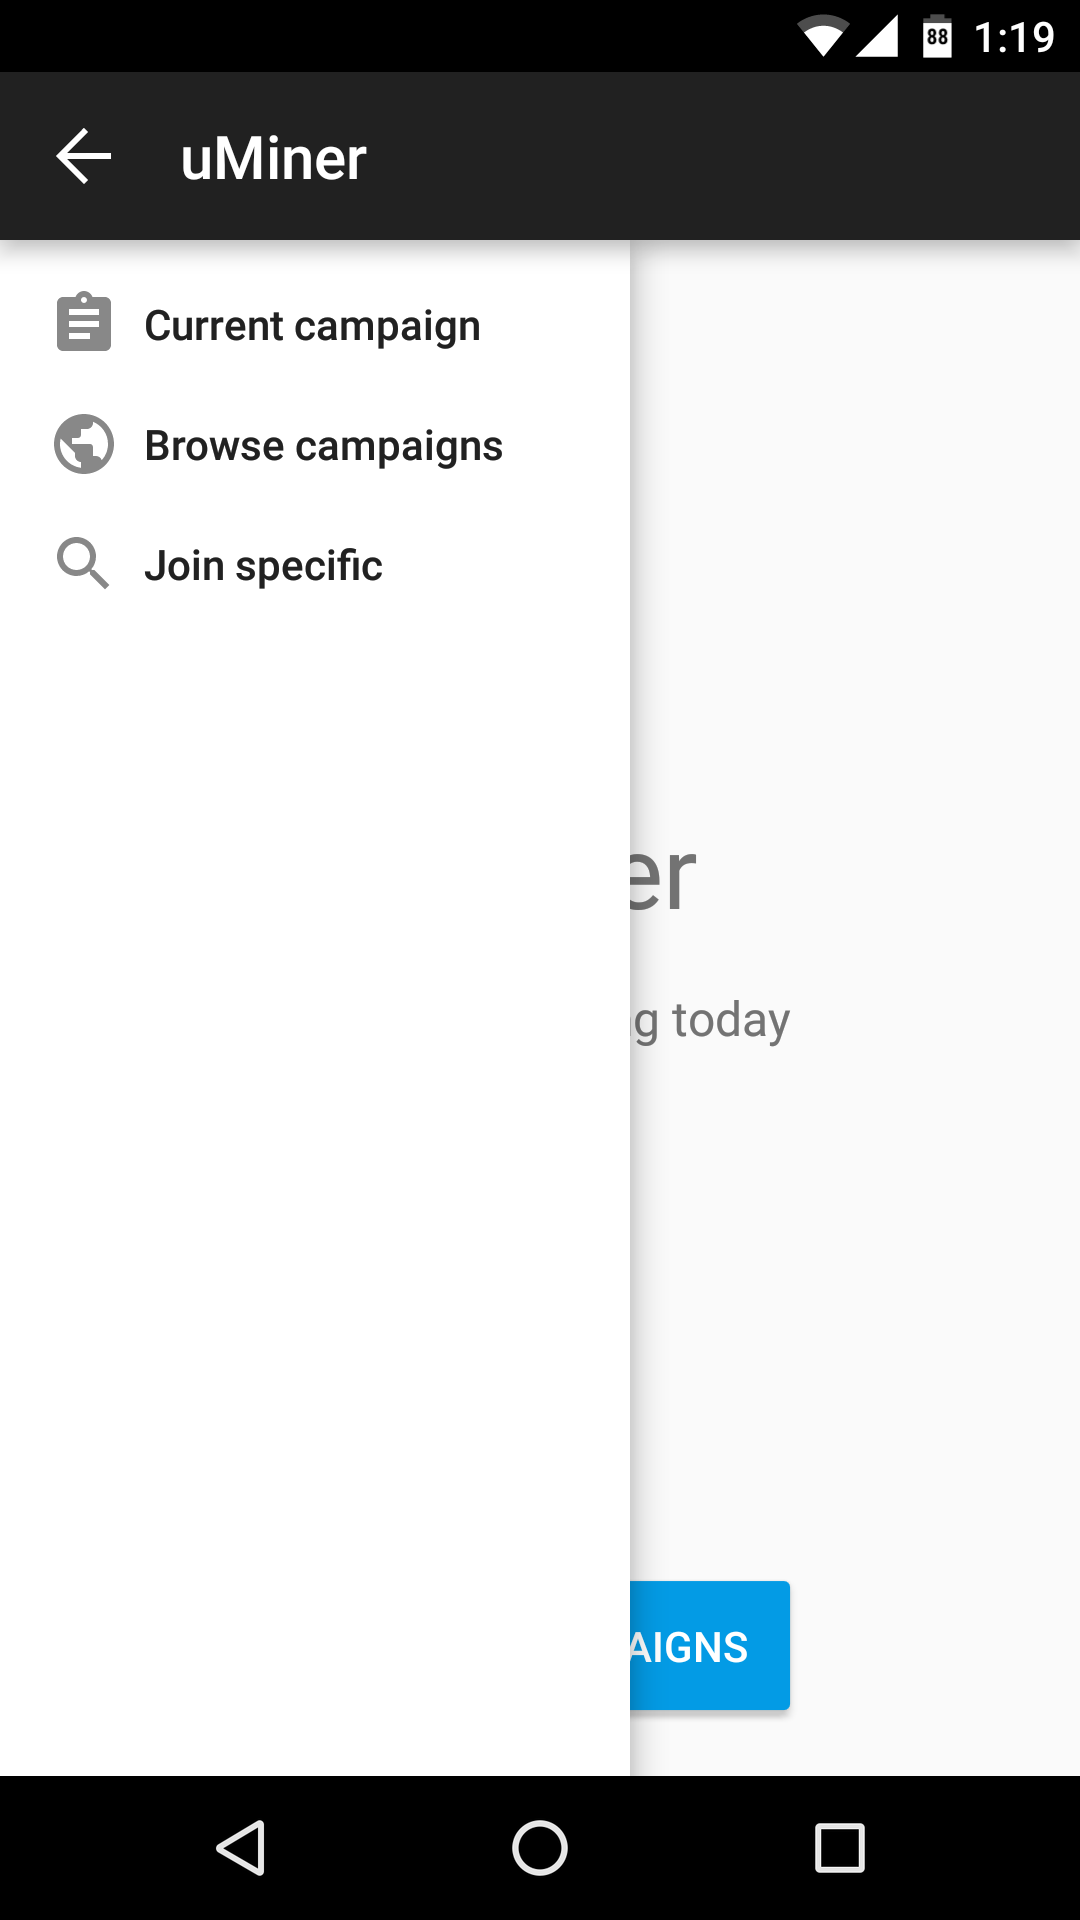 88 1:19
uMiner
Current campaign
Browse campaigns
Join specific
er
g today
AIGNS